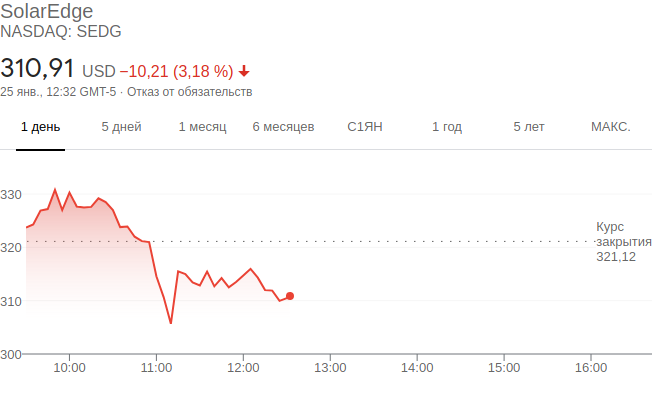 SolarEdge
NASDAQ: SEDG
310,91 USD −10,21 (3,18 %)
25 янв., 12:32 GMT-5 · Отказ от обязательств
1 день 5 дней 1 месяц 6 месяцев С1ЯН 1 год 5 лет МАКС.
330
Курс
320 закрытия
321,12
310
300
10:00 11:00 12:00 13:00 14:00 15:00 16:00